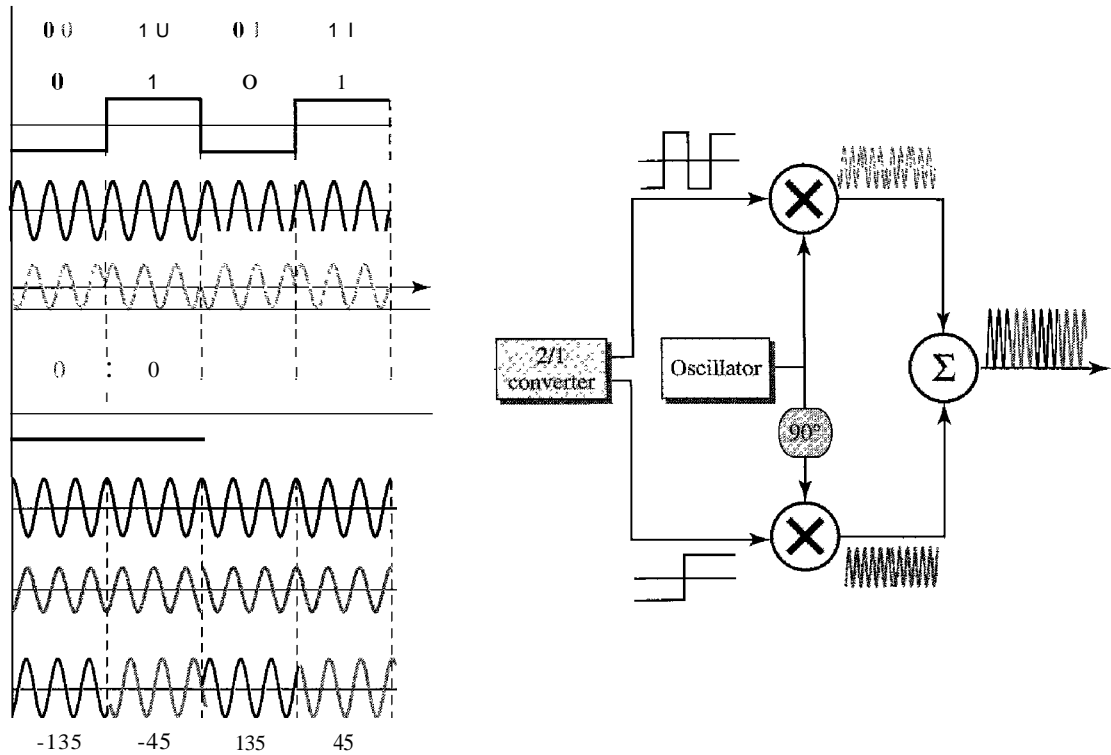 0 0 1 U 0 1 1 I
0 1 O 1
0 : 0
-135 -45 135 45
2/1
converter
Oscillator
90°
Σ